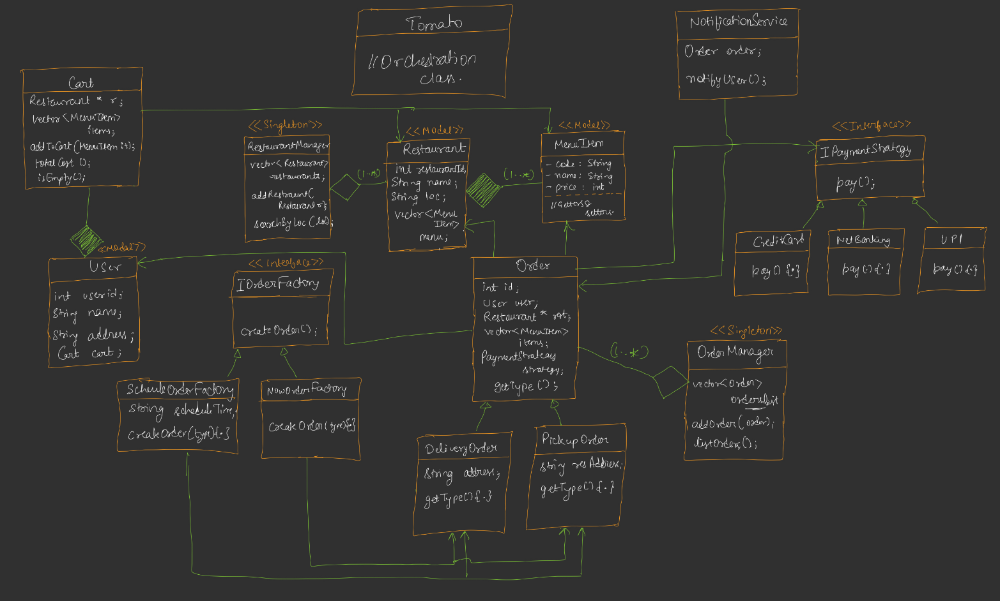 Tomato
// Orchestration
class.
NotificationService
Order order;
notifyUser();
Cart
Restaurant * r;
vector<MenuItem>
items;
addToCart(MenuItem it);
total Cost ();
isEmpty();
<<Singleton>>
RestaurantManager
vector<Restaurant>
restaurants;
addRestraunt(
Restaurant r);
searchByLoc (loc);
(1..*)
<<Model>>
Restaurant
int restaurantId;
String name;
String loc;
vector<Menu
Item>
menu;
(1..*)
<<Model>>
MenuItem
- code : String
- name : String
- price : int
// Getters &
setters.
<<Interface>>
IPaymentStrategy
pay();
CreditCard
pay() {.}
NetBanking
pay(.) {.}
UPI
pay() {.}
<<Model>>
User
int userid;
String name;
String address;
Cart cart;
<<Interface>>
IOrderFactory
createOrder();
Order
int id;
User user;
Restaurant * rest;
vector<MenuItem>
items;
PaymentStrategy
strategy;
getType ();
(1..*)
<<Singleton>>
OrderManager
vector<Order>
addOrder(order);
listOrders();
ScheuleOrderFactory
String scheduleTime;
createOrder(type){.}
NowOrderFactory
createOrder(type){.}
DeliveryOrder
String address;
getType(){.}
PickupOrder
String resAddress;
getType() {.}